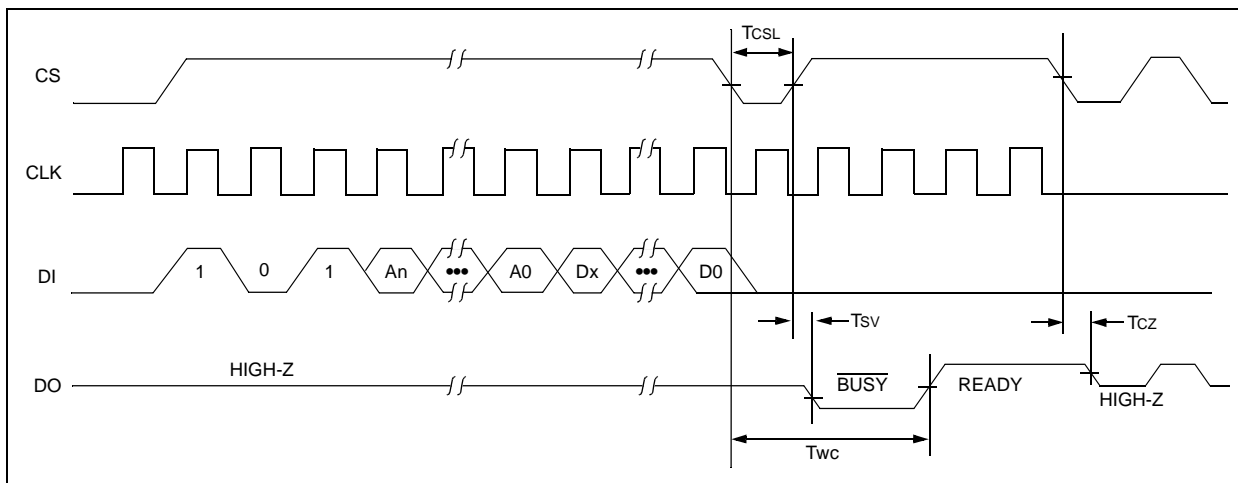 TCSL
CS
CLK
DI
1 0 1 An ••• A0 Dx ••• D0
TSV
TCZ
DO
HIGH-Z
BUSY
READY
HIGH-Z
TWC